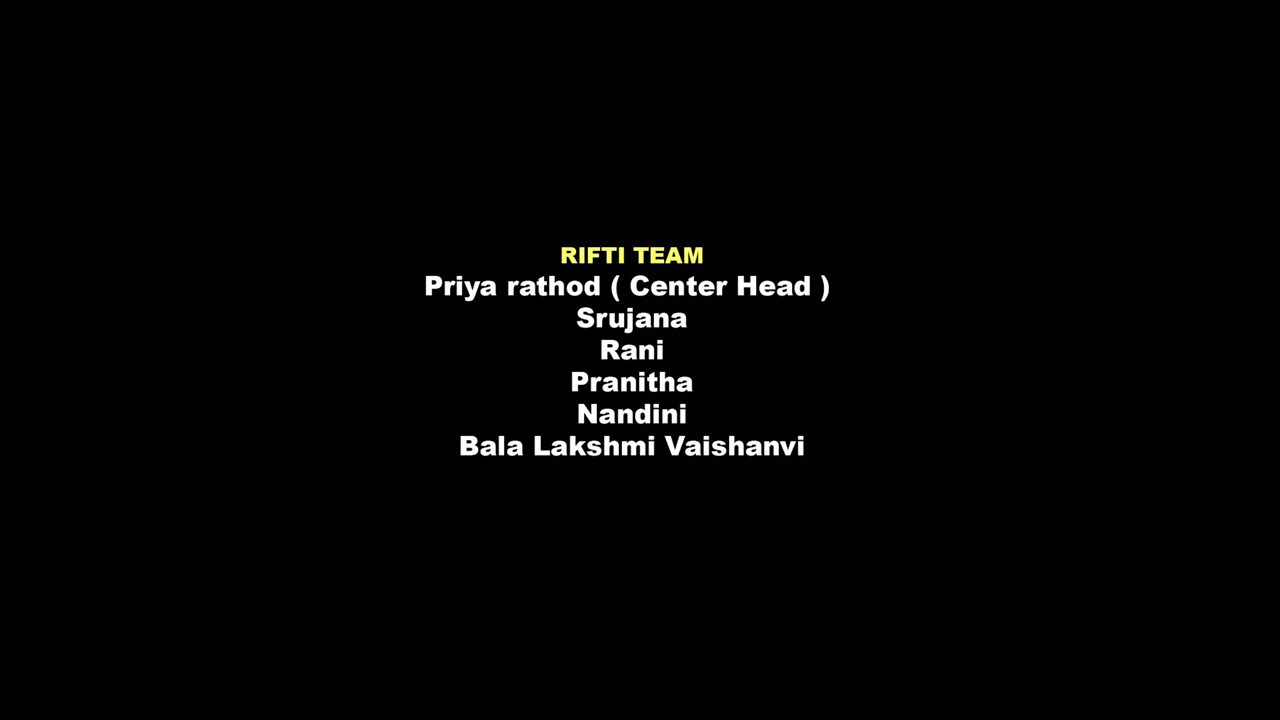 RIFTI TEAM
Priya rathod ( Center Head )
Srujana
Rani
Pranitha
Nandini
Bala Lakshmi Vaishanvi